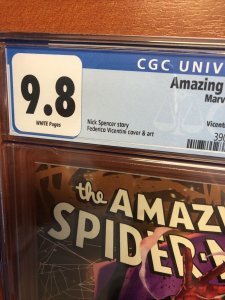 CGC UNIV
Amazing
9.8
Marv
WHITE Pages
Nick Spencer story
Federico Vicentini cover & art
Vicent
390
the AMAZ
SPIDER-